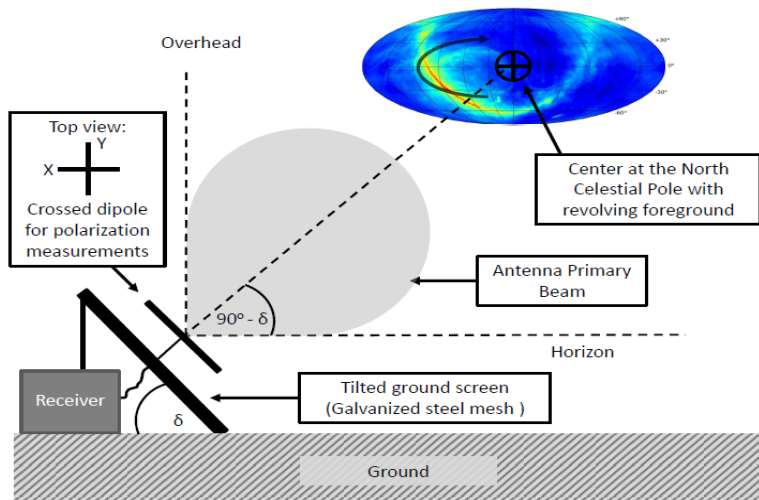 Overhead
+60°
+30°
0°
-30°
-60°
Top view:
Y
X
Crossed dipole
for polarization
measurements
Center at the North
Celestial Pole with
revolving foreground
Antenna Primary
Beam
90º - δ
Horizon
Receiver
δ
Tilted ground screen
(Galvanized steel mesh )
Ground